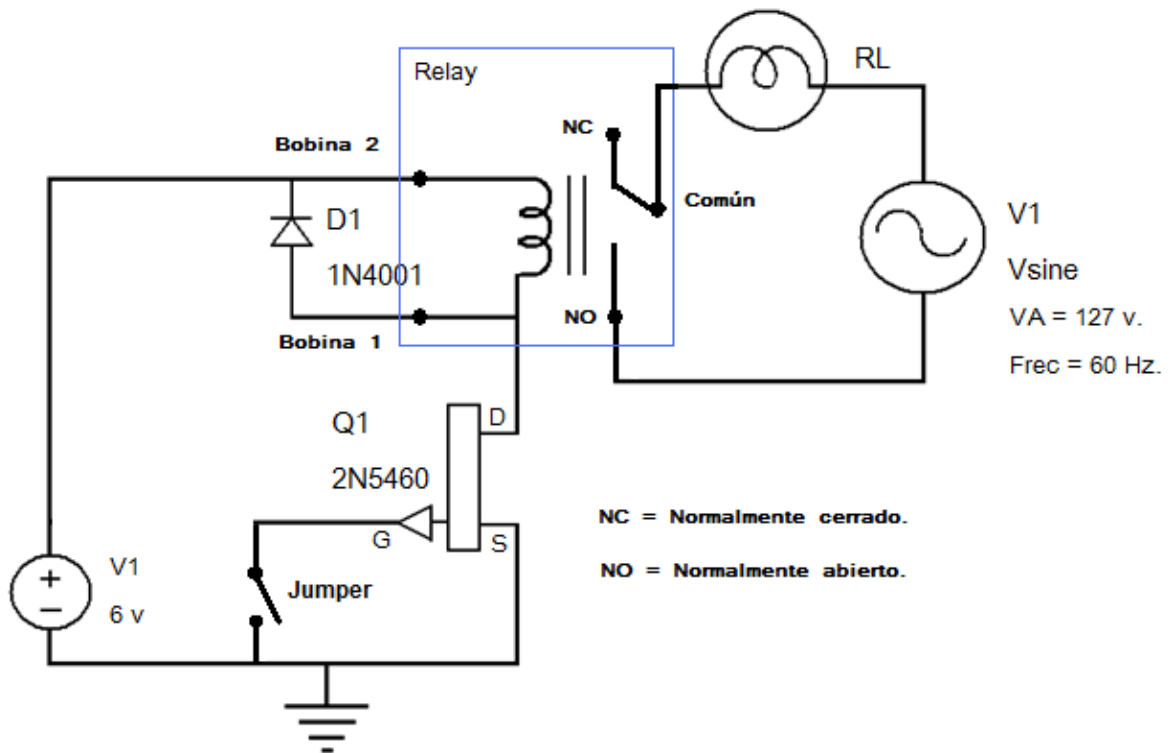 Relay
RL
NC
Bobina 2
Común
D1
V1
1N4001
Vsine
NO
VA = 127 v.
Bobina 1
Frec = 60 Hz.
Q1
D
2N5460
NC = Normalmente cerrado.
G
S
V1
NO = Normalmente abierto.
Jumper
6 v